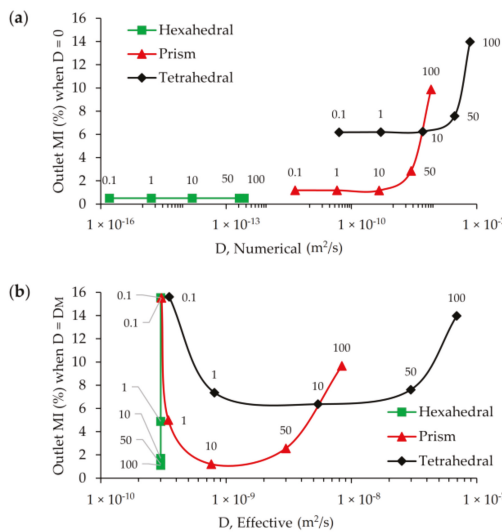 (a)
Hexahedral
Prism
Tetrahedral
Outlet MI (%) when D = 0
16
14
12
10
8
6
4
2
0
0.1 1 10 50 100
0.1 1 10 50 100
0.1 1 10 50 100
1 × 10⁻¹⁶ 1 × 10⁻¹³ 1 × 10⁻¹⁰
D, Numerical (m²/s)
(b)
Outlet MI (%) when D = DM
16
14
12
10
8
6
4
2
0
0.1
0.1
1
10
50
100
1
10
50
100
0.1
1
10
50
100
Hexahedral
Prism
Tetrahedral
1 × 10⁻¹⁰ 1 × 10⁻⁹ 1 × 10⁻⁸ 1 × 10⁻⁷
D, Effective (m²/s)